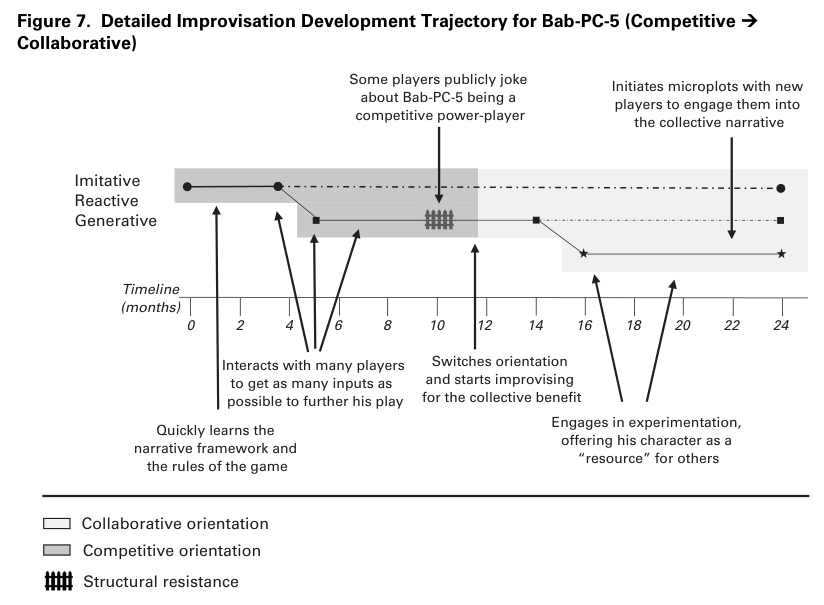 Figure 7.  Detailed Improvisation Development Trajectory for Bab-PC-5 (Competitive →
Collaborative)
Some players publicly joke
about Bab-PC-5 being a
competitive power-player
Initiates microplots with new
players to engage them into
the collective narrative
Imitative
Reactive
Generative
Timeline
(months)
0 2 4 6 8 10 12 14 16 18 20 22 24
Interacts with many players
to get as many inputs as
possible to further his play
Switches orientation
and starts improvising
for the collective benefit
Quickly learns the
narrative framework and
the rules of the game
Engages in experimentation,
offering his character as a
“resource” for others
Collaborative orientation
Competitive orientation
Structural resistance